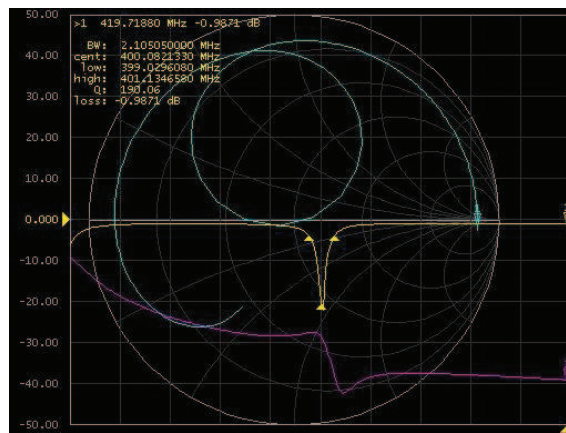 50.00
>1 419.71880 MHz -0.9871 dB
BW: 2.105050000 MHz
cent: 400.0821330 MHz
low: 399.0296080 MHz
high: 401.1346580 MHz
Q: 190.06
loss: -0.9871 dB
40.00
30.00
20.00
10.00
0.000
-10.00
-20.00
-30.00
-40.00
-50.00